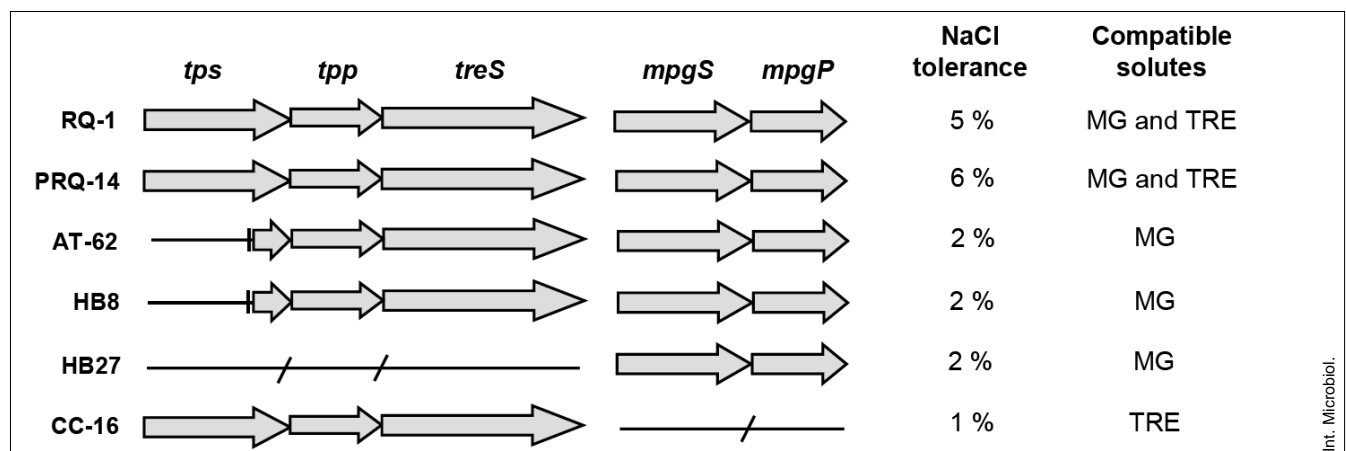 NaCl Compatible
tps tpp treS mpgS mpgP tolerance solutes
RQ-1 5 % MG and TRE
PRQ-14 6 % MG and TRE
AT-62 2 % MG
HB8 2 % MG
HB27 2 % MG
CC-16 1 % TRE
Int. Microbiol.